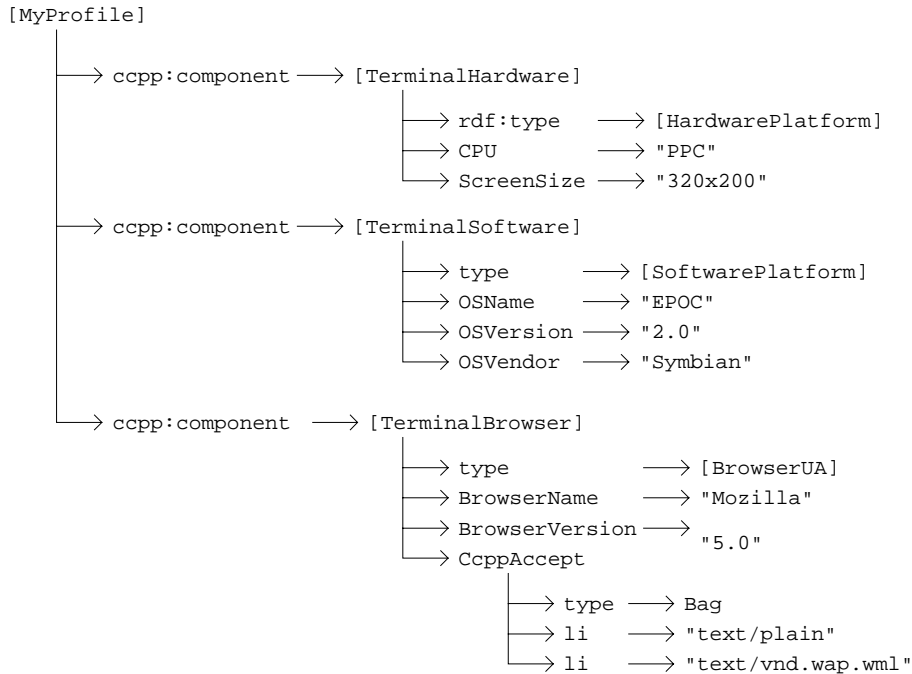 [MyProfile]
ccpp:component [TerminalHardware]
rdf:type [HardwarePlatform]
CPU "PPC"
ScreenSize "320x200"
ccpp:component [TerminalSoftware]
type [SoftwarePlatform]
OSName "EPOC"
OSVersion "2.0"
OSVendor "Symbian"
ccpp:component [TerminalBrowser]
type [BrowserUA]
BrowserName "Mozilla"
BrowserVersion "5.0"
CcppAccept
type Bag
li "text/plain"
li "text/vnd.wap.wml"